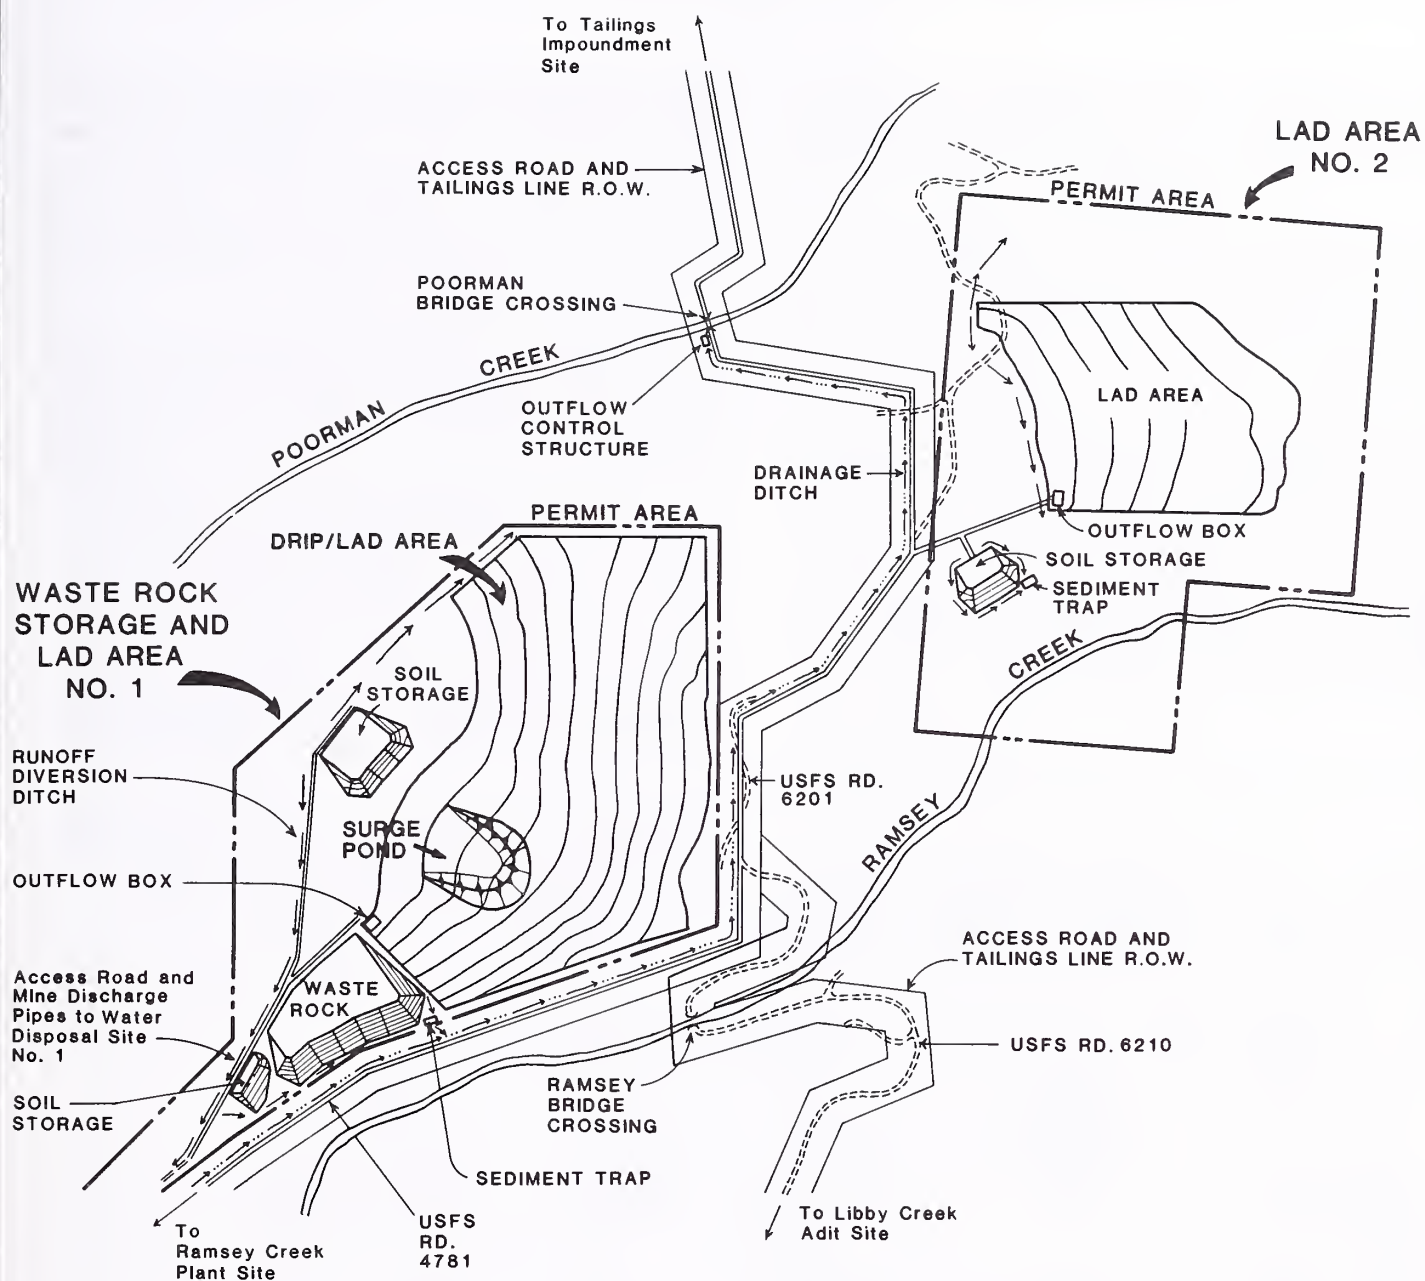 To Tailings
Impoundment
Site
LAD AREA
NO. 2
ACCESS ROAD AND
TAILINGS LINE R.O.W.
PERMIT AREA
POORMAN
BRIDGE CROSSING
POORMAN CREEK
LAD AREA
OUTFLOW
CONTROL
STRUCTURE
DRAINAGE
DITCH
PERMIT AREA
DRIP/LAD AREA
OUTFLOW BOX
SOIL STORAGE
SEDIMENT
TRAP
WASTE ROCK
STORAGE AND
LAD AREA
NO. 1
SOIL
STORAGE
RAMSEY CREEK
RUNOFF
DIVERSION
DITCH
USFS RD.
6201
SURGE
POND
OUTFLOW BOX
ACCESS ROAD AND
TAILINGS LINE R.O.W.
Access Road and
Mine Discharge
Pipes to Water
Disposal Site
No. 1
WASTE
ROCK
USFS RD. 6210
SOIL
STORAGE
RAMSEY
BRIDGE
CROSSING
SEDIMENT TRAP
To
Ramsey Creek
Plant Site
USFS
RD.
4781
To Libby Creek
Adit Site